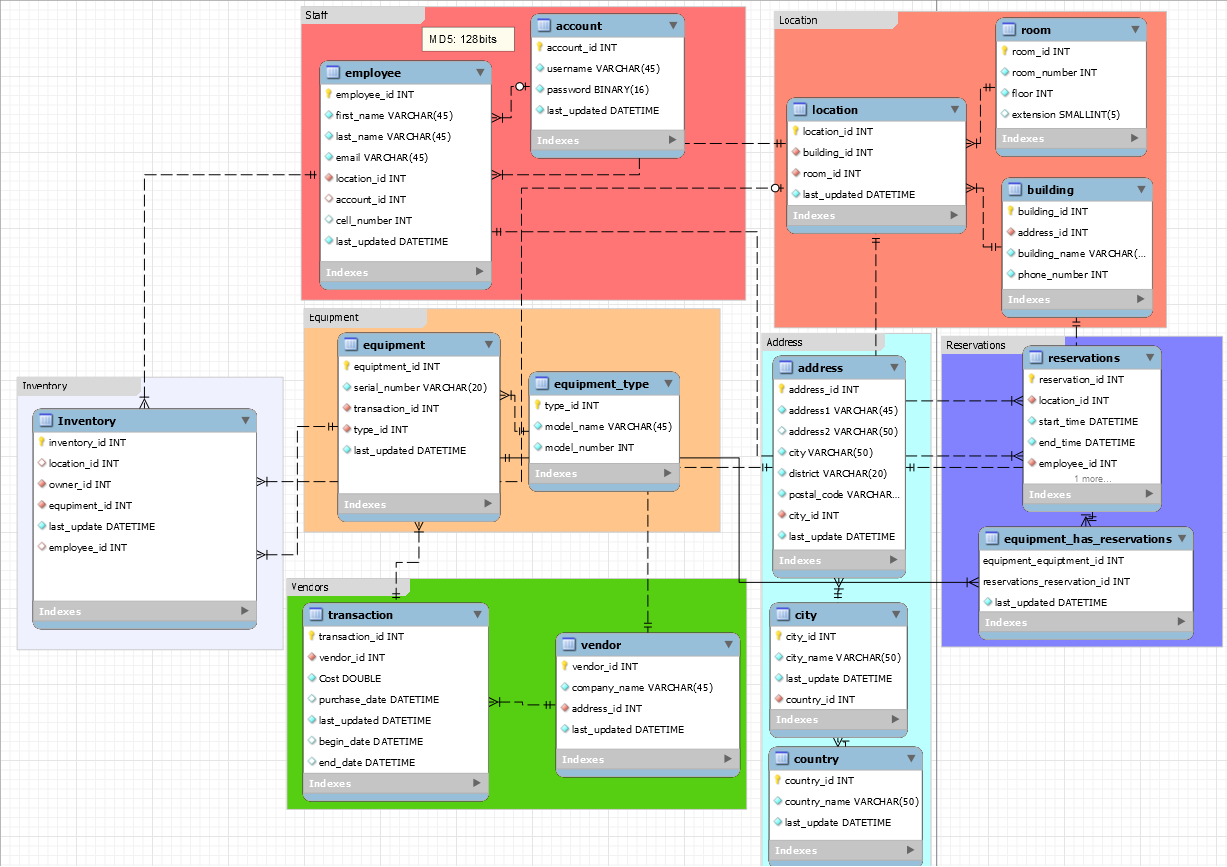 Staff
MD5: 128bits
account
account_id INT
username VARCHAR(45)
password BINARY(16)
last_updated DATETIME
Indexes
employee
employee_id INT
first_name VARCHAR(45)
last_name VARCHAR(45)
email VARCHAR(45)
location_id INT
account_id INT
cell_number INT
last_updated DATETIME
Indexes
Location
room
room_id INT
room_number INT
floor INT
extension SMALLINT(5)
Indexes
location
location_id INT
building_id INT
room_id INT
last_updated DATETIME
Indexes
building
building_id INT
address_id INT
building_name VARCHAR(...
phone_number INT
Indexes
Equipment
equipment
equiptment_id INT
serial_number VARCHAR(20)
transaction_id INT
type_id INT
last_updated DATETIME
Indexes
equipment_type
type_id INT
model_name VARCHAR(45)
model_number INT
Indexes
Address
address
address_id INT
address1 VARCHAR(45)
address2 VARCHAR(50)
city VARCHAR(50)
district VARCHAR(20)
postal_code VARCHAR...
city_id INT
last_update DATETIME
Indexes
Reservations
reservations
reservation_id INT
location_id INT
start_time DATETIME
end_time DATETIME
employee_id INT
1 more...
Indexes
Inventory
Inventory
inventory_id INT
location_id INT
owner_id INT
equpiment_id INT
last_update DATETIME
employee_id INT
Indexes
equipment_has_reservations
equipment_equiptment_id INT
reservations_reservation_id INT
last_updated DATETIME
Indexes
Vendors
transaction
transaction_id INT
vendor_id INT
Cost DOUBLE
purchase_date DATETIME
last_updated DATETIME
begin_date DATETIME
end_date DATETIME
Indexes
vendor
vendor_id INT
company_name VARCHAR(45)
address_id INT
last_updated DATETIME
Indexes
city
city_id INT
city_name VARCHAR(50)
last_update DATETIME
country_id INT
Indexes
country
country_id INT
country_name VARCHAR(50)
last_update DATETIME
Indexes